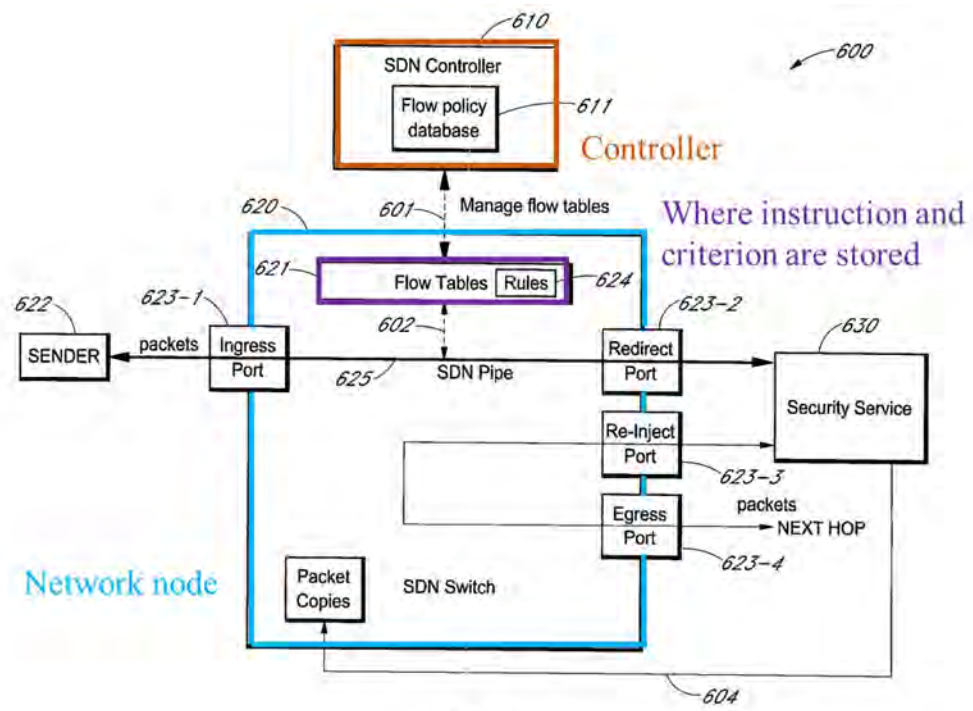 610
600
SDN Controller
Flow policy
database
611
Controller
601
Manage flow tables
620
Where instruction and
criterion are stored
621
Flow Tables
Rules
624
623-1
602
623-2
622
630
SENDER
packets
Ingress
Port
625
SDN Pipe
Redirect
Port
Security Service
Re-Inject
Port
623-3
packets
Egress
Port
NEXT HOP
623-4
Network node
Packet
Copies
SDN Switch
604